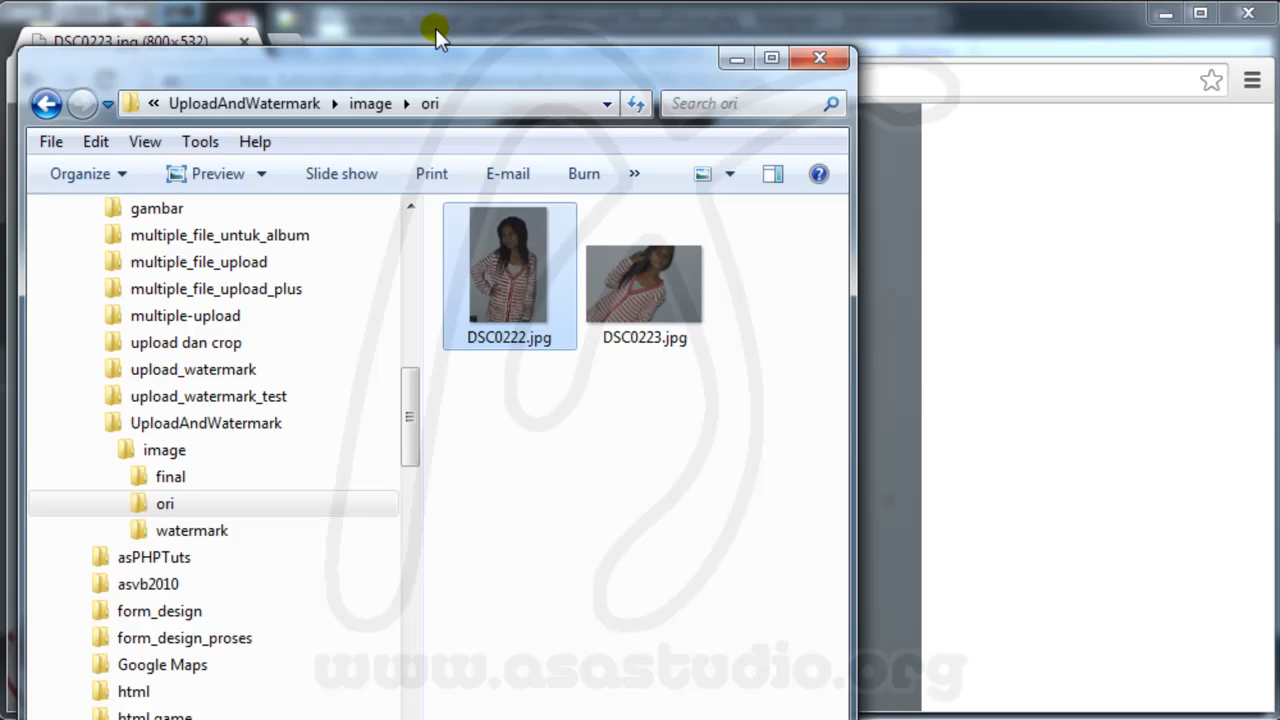 DSC0223.jpg (800×532)
UploadAndWatermark image ori
Search ori
File Edit View Tools Help
Organize Preview Slide show Print E-mail Burn
gambar
multiple_file_untuk_album
multiple_file_upload
multiple_file_upload_plus
multiple-upload
upload dan crop
upload_watermark
upload_watermark_test
UploadAndWatermark
image
final
ori
watermark
asPHPTuts
asvb2010
form_design
form_design_proses
Google Maps
html
html game
DSC0222.jpg
DSC0223.jpg
www.asastudio.org